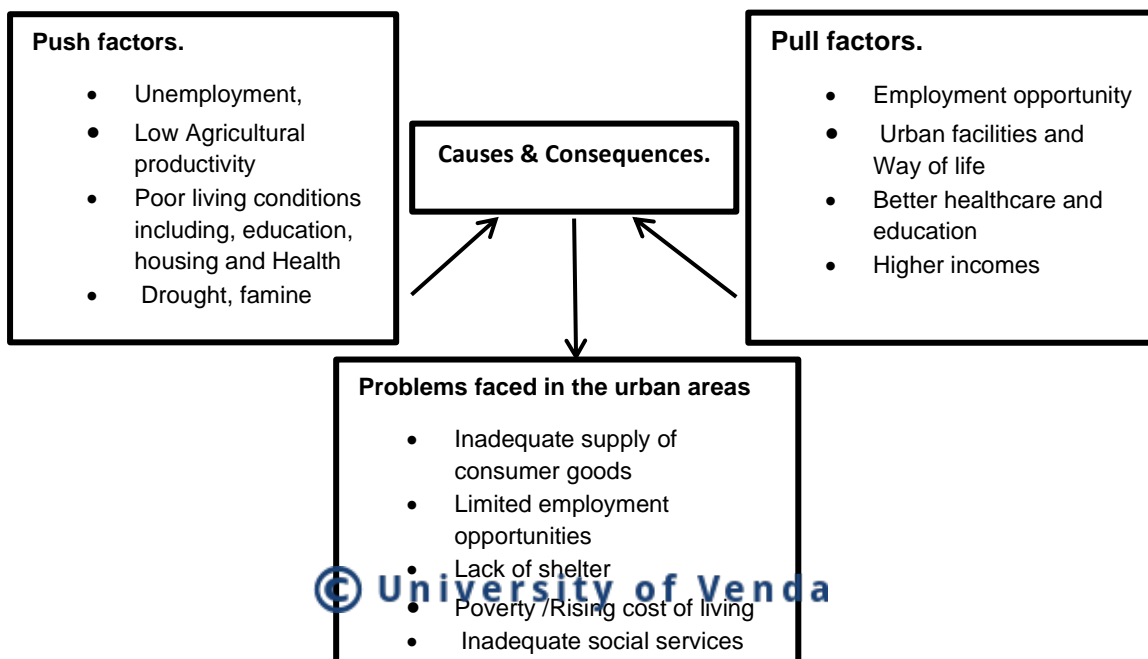 Push factors.
• Unemployment,
• Low Agricultural
productivity
• Poor living conditions
including, education,
housing and Health
• Drought, famine
Causes & Consequences.
Pull factors.
• Employment opportunity
• Urban facilities and
Way of life
• Better healthcare and
education
• Higher incomes
Problems faced in the urban areas
• Inadequate supply of
consumer goods
• Limited employment
opportunities
• Lack of shelter
© University of Venda
• Poverty /Rising cost of living
• Inadequate social services